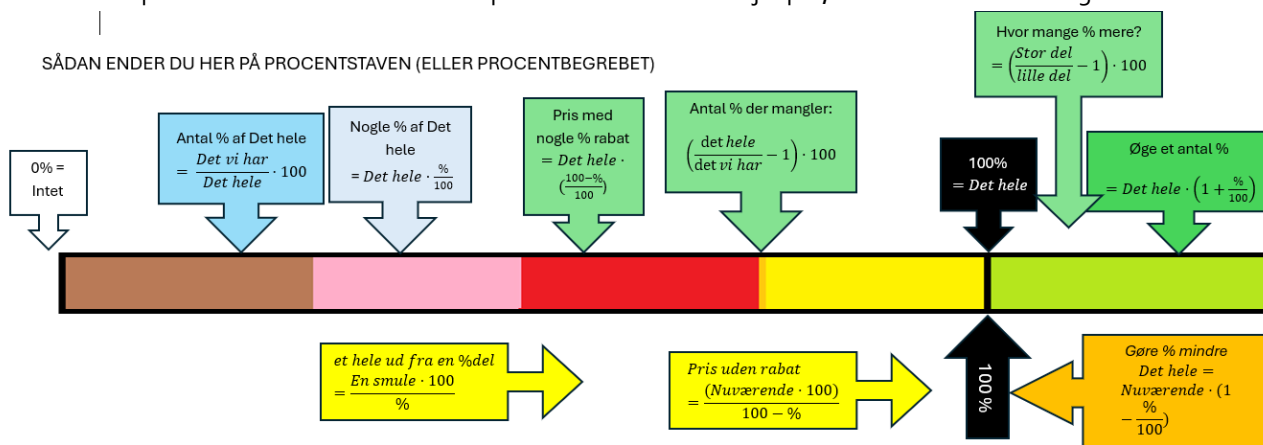 SÅDAN ENDER DU HER PÅ PROCENTSTAVEN (ELLER PROCENTBEGREBET)
0% =
Intet
Antal % af Det hele
= Det vi har / Det hele · 100
Nogle % af Det
hele
= Det hele · % / 100
Pris med
nogle % rabat
= Det hele ·
(100−% / 100)
Antal % der mangler:
(det hele / det vi har − 1) · 100
100%
= Det hele
Hvor mange % mere?
= (Stor del / lille del − 1) · 100
Øge et antal %
= Det hele · (1 + % / 100)
et hele ud fra en %del
= En smule · 100 / %
Pris uden rabat
= (Nuværende · 100) / 100 − %
100 %
Gøre % mindre
Det hele =
Nuværende · (1
− % / 100)